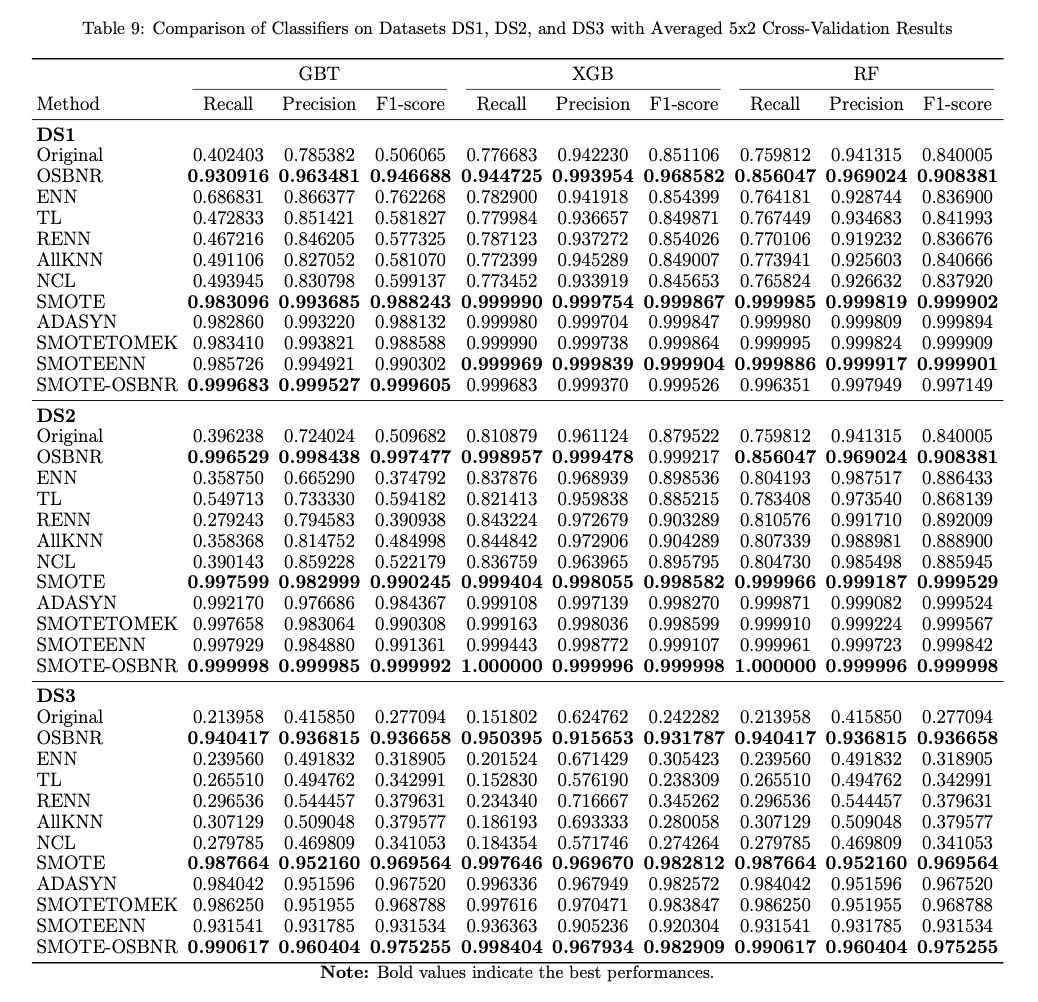 Table 9: Comparison of Classifiers on Datasets DS1, DS2, and DS3 with Averaged 5x2 Cross-Validation Results
GBT XGB RF
Method Recall Precision F1-score Recall Precision F1-score Recall Precision F1-score
DS1
Original 0.402403 0.785382 0.506065 0.776683 0.942230 0.851106 0.759812 0.941315 0.840005
OSBNR 0.930916 0.963481 0.946688 0.944725 0.993954 0.968582 0.856047 0.969024 0.908381
ENN 0.686831 0.866377 0.762268 0.782900 0.941918 0.854399 0.764181 0.928744 0.836900
TL 0.472833 0.851421 0.581827 0.779984 0.936657 0.849871 0.767449 0.934683 0.841993
RENN 0.467216 0.846205 0.577325 0.787123 0.937272 0.854026 0.770106 0.919232 0.836676
AllKNN 0.491106 0.827052 0.581070 0.772399 0.945289 0.849007 0.773941 0.925603 0.840666
NCL 0.493945 0.830798 0.599137 0.773452 0.933919 0.845653 0.765824 0.926632 0.837920
SMOTE 0.983096 0.993685 0.988243 0.999990 0.999754 0.999867 0.999985 0.999819 0.999902
ADASYN 0.982860 0.993220 0.988132 0.999980 0.999704 0.999847 0.999980 0.999809 0.999894
SMOTETOMEK 0.983410 0.993821 0.988588 0.999990 0.999738 0.999864 0.999995 0.999824 0.999909
SMOTEENN 0.985726 0.994921 0.990302 0.999969 0.999839 0.999904 0.999886 0.999917 0.999901
SMOTE-OSBNR 0.999683 0.999527 0.999605 0.999683 0.999370 0.999526 0.996351 0.997949 0.997149
DS2
Original 0.396238 0.724024 0.509682 0.810879 0.961124 0.879522 0.759812 0.941315 0.840005
OSBNR 0.996529 0.998438 0.997477 0.998957 0.999478 0.999217 0.856047 0.969024 0.908381
ENN 0.358750 0.665290 0.374792 0.837876 0.968939 0.898536 0.804193 0.987517 0.886433
TL 0.549713 0.733330 0.594182 0.821413 0.959838 0.885215 0.783408 0.973540 0.868139
RENN 0.279243 0.794583 0.390938 0.843224 0.972679 0.903289 0.810576 0.991710 0.892009
AllKNN 0.358368 0.814752 0.484998 0.844842 0.972906 0.904289 0.807339 0.988981 0.888900
NCL 0.390143 0.859228 0.522179 0.836759 0.963965 0.895795 0.804730 0.985498 0.885945
SMOTE 0.997599 0.982999 0.990245 0.999404 0.998055 0.998582 0.999966 0.999187 0.999529
ADASYN 0.992170 0.976686 0.984367 0.999108 0.997139 0.998270 0.999871 0.999082 0.999524
SMOTETOMEK 0.997658 0.983064 0.990308 0.999163 0.998036 0.998599 0.999910 0.999224 0.999567
SMOTEENN 0.997929 0.984880 0.991361 0.999443 0.998772 0.999107 0.999961 0.999723 0.999842
SMOTE-OSBNR 0.999998 0.999985 0.999992 1.000000 0.999996 0.999998 1.000000 0.999996 0.999998
DS3
Original 0.213958 0.415850 0.277094 0.151802 0.624762 0.242282 0.213958 0.415850 0.277094
OSBNR 0.940417 0.936815 0.936658 0.950395 0.915653 0.931787 0.940417 0.936815 0.936658
ENN 0.239560 0.491832 0.318905 0.201524 0.671429 0.305423 0.239560 0.491832 0.318905
TL 0.265510 0.494762 0.342991 0.152830 0.576190 0.238309 0.265510 0.494762 0.342991
RENN 0.296536 0.544457 0.379631 0.234340 0.716667 0.345262 0.296536 0.544457 0.379631
AllKNN 0.307129 0.509048 0.379577 0.186193 0.693333 0.280058 0.307129 0.509048 0.379577
NCL 0.279785 0.469809 0.341053 0.184354 0.571746 0.274264 0.279785 0.469809 0.341053
SMOTE 0.987664 0.952160 0.969564 0.997646 0.969670 0.982812 0.987664 0.952160 0.969564
ADASYN 0.984042 0.951596 0.967520 0.996336 0.967949 0.982572 0.984042 0.951596 0.967520
SMOTETOMEK 0.986250 0.951955 0.968788 0.997616 0.970471 0.983847 0.986250 0.951955 0.968788
SMOTEENN 0.931541 0.931785 0.931534 0.936363 0.905236 0.920304 0.931541 0.931785 0.931534
SMOTE-OSBNR 0.990617 0.960404 0.975255 0.998404 0.967934 0.982909 0.990617 0.960404 0.975255
Note: Bold values indicate the best performances.